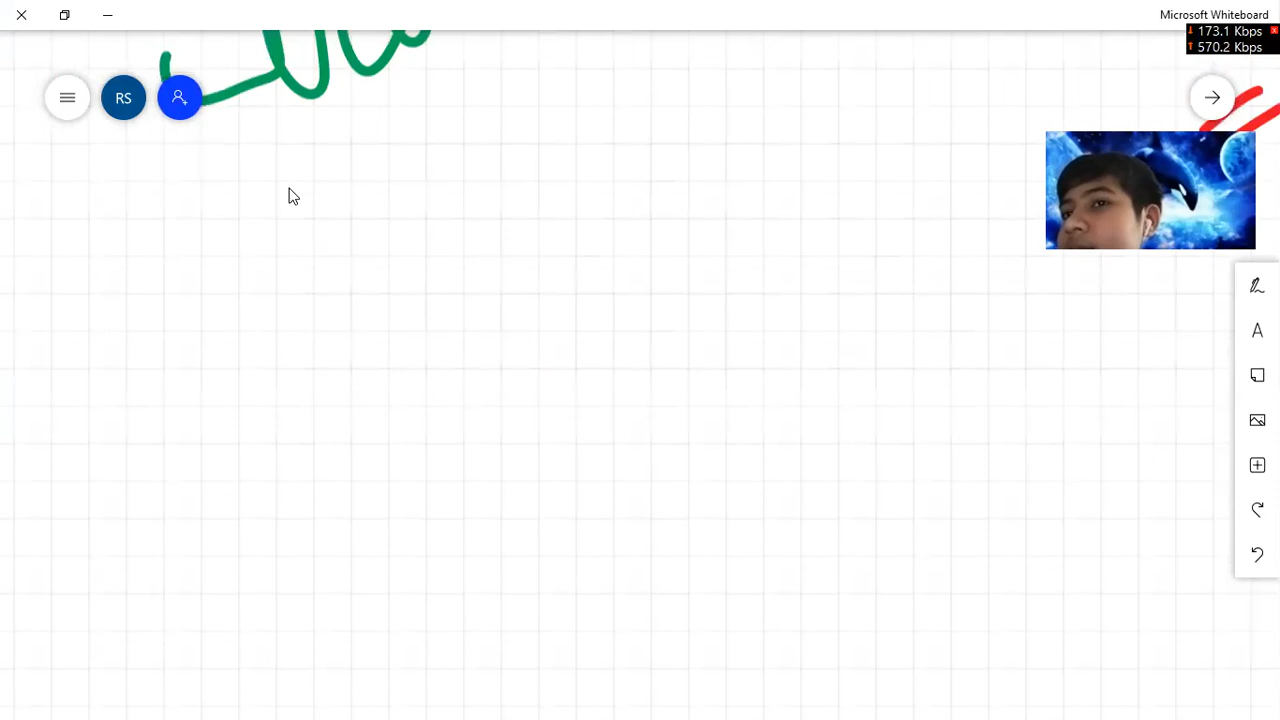 Microsoft Whiteboard
↓ 173.1 Kbps x
↑ 570.2 Kbps
RS
A